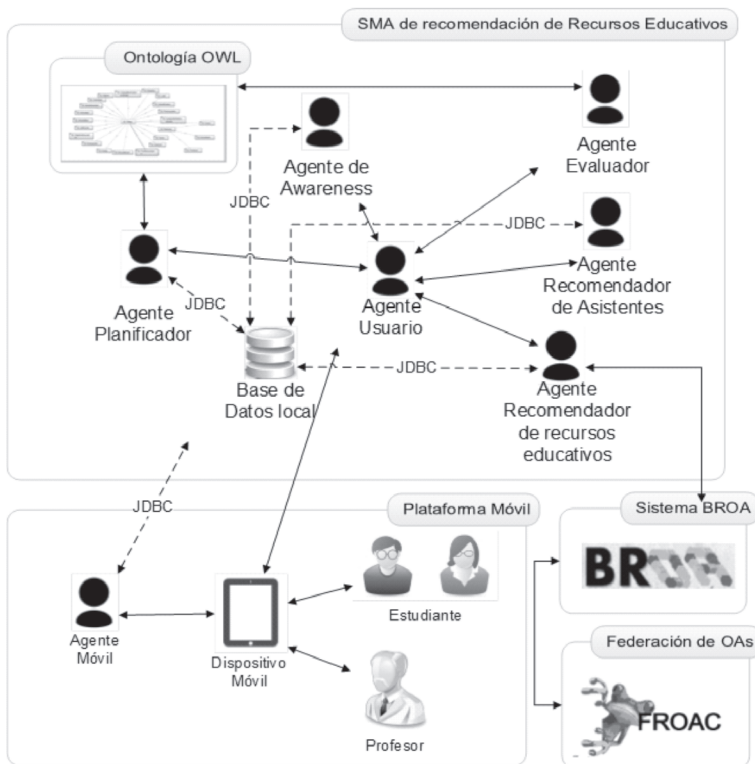 SMA de recomendación de Recursos Educativos
Ontología OWL
Agente de
Awareness
Agente
Evaluador
JDBC
JDBC
Agente
Planificador
JDBC
Agente
Usuario
Agente
Recomendador
de Asistentes
Base de
Datos local
JDBC
Agente
Recomendador
de recursos
educativos
JDBC
Plataforma Móvil
Sistema BROA
BR
Estudiante
Agente
Móvil
Dispositivo
Móvil
Profesor
Federación de OAs
FROAC